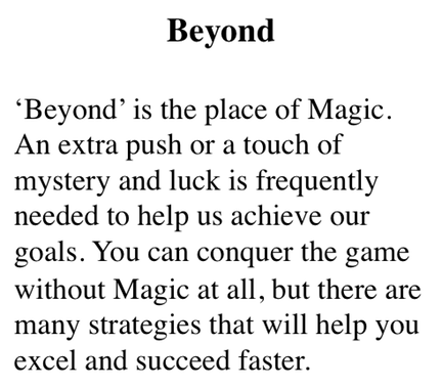 Beyond
‘Beyond’ is the place of Magic.
An extra push or a touch of
mystery and luck is frequently
needed to help us achieve our
goals. You can conquer the game
without Magic at all, but there are
many strategies that will help you
excel and succeed faster.